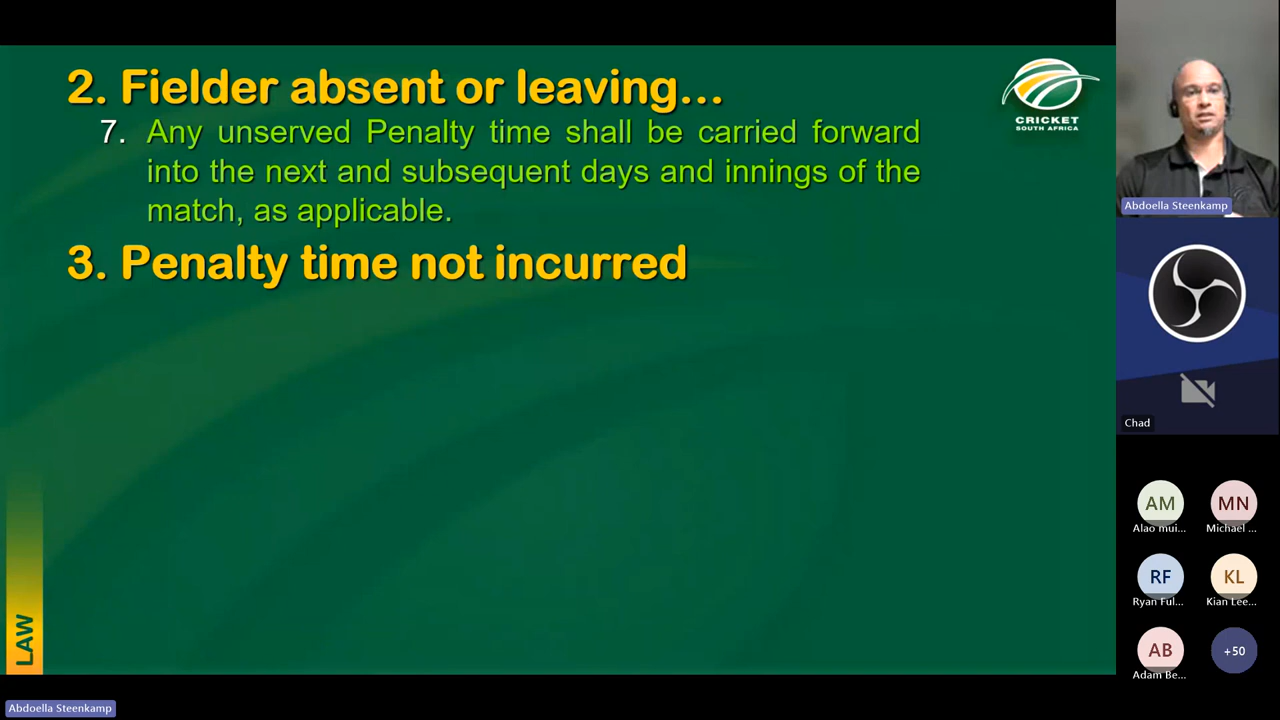 2. Fielder absent or leaving...
7. Any unserved Penalty time shall be carried forward
into the next and subsequent days and innings of the
match, as applicable.
3. Penalty time not incurred
CRICKET
SOUTH AFRICA
LAW
Abdoella Steenkamp
Abdoella Steenkamp
Chad
AM
MN
Alao mui...
Michael ...
RF
KL
Ryan Ful...
Kian Lee...
AB
+50
Adam Be...